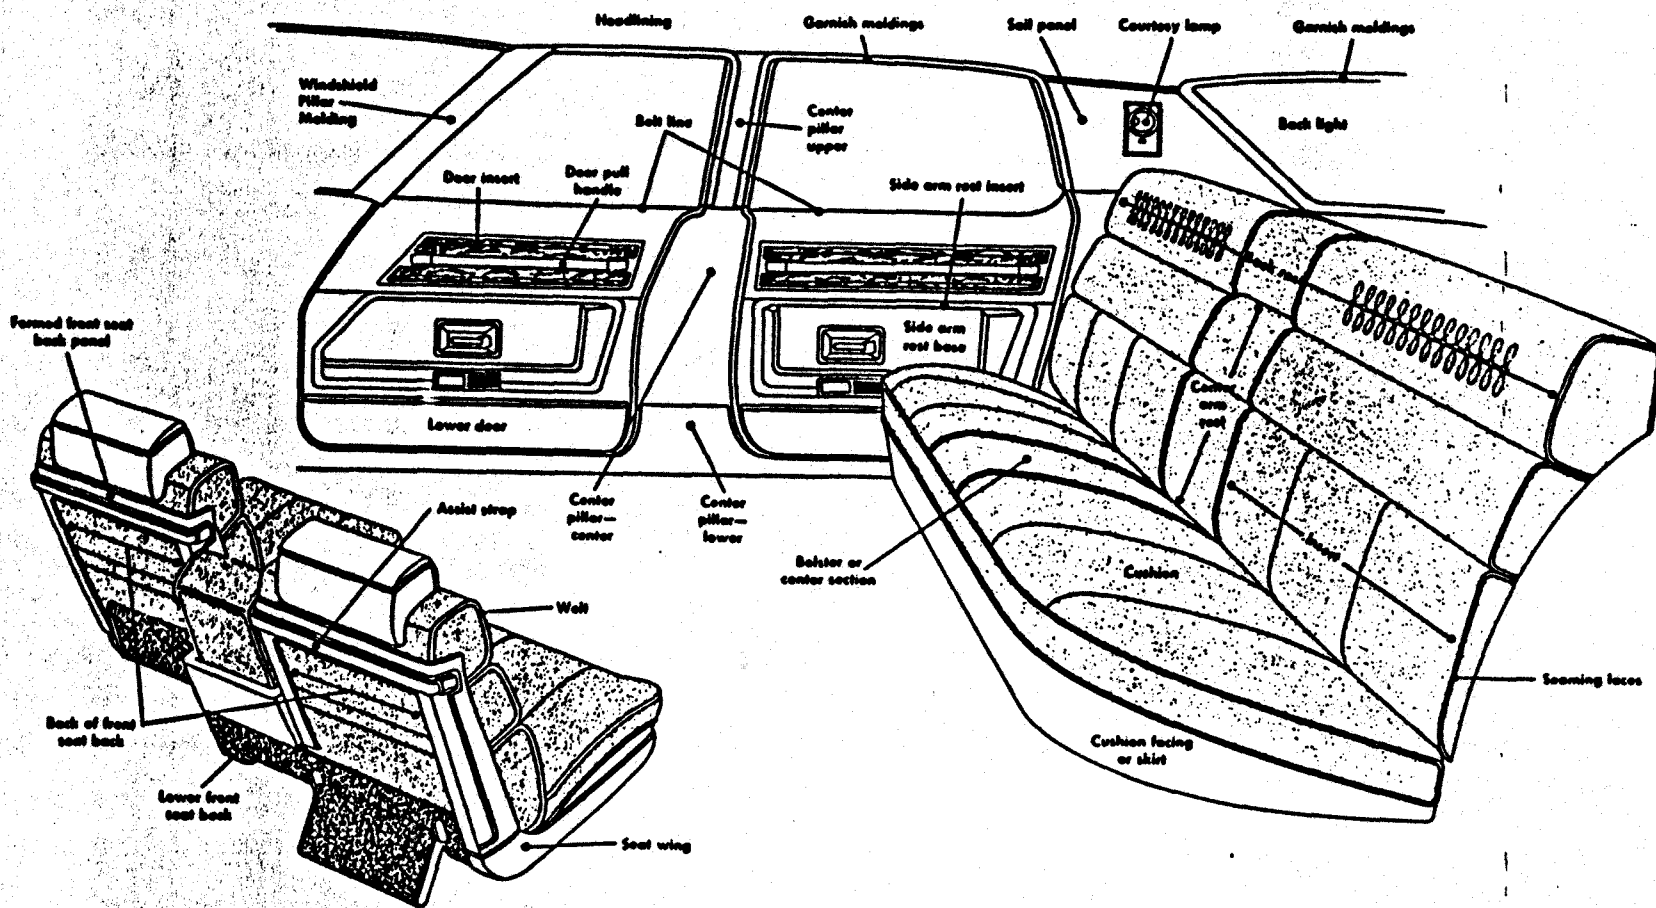 Headlining
Garnish moldings
Sail panel
Courtesy lamp
Garnish moldings
Windshield
Pillar
Molding
Belt line
Center
pillar
upper
Back light
Door insert
Door pull
handle
Side arm rest insert
Side arm
rest base
Formed front seat
back panel
Center
arm
rest
Lower door
Center
pillar—
center
Center
pillar—
lower
Assist strap
Bolster or
center section
Cushion
Insert
Welt
Seaming laces
Back of front
seat back
Cushion facing
or skirt
Lower front
seat back
Seat wing